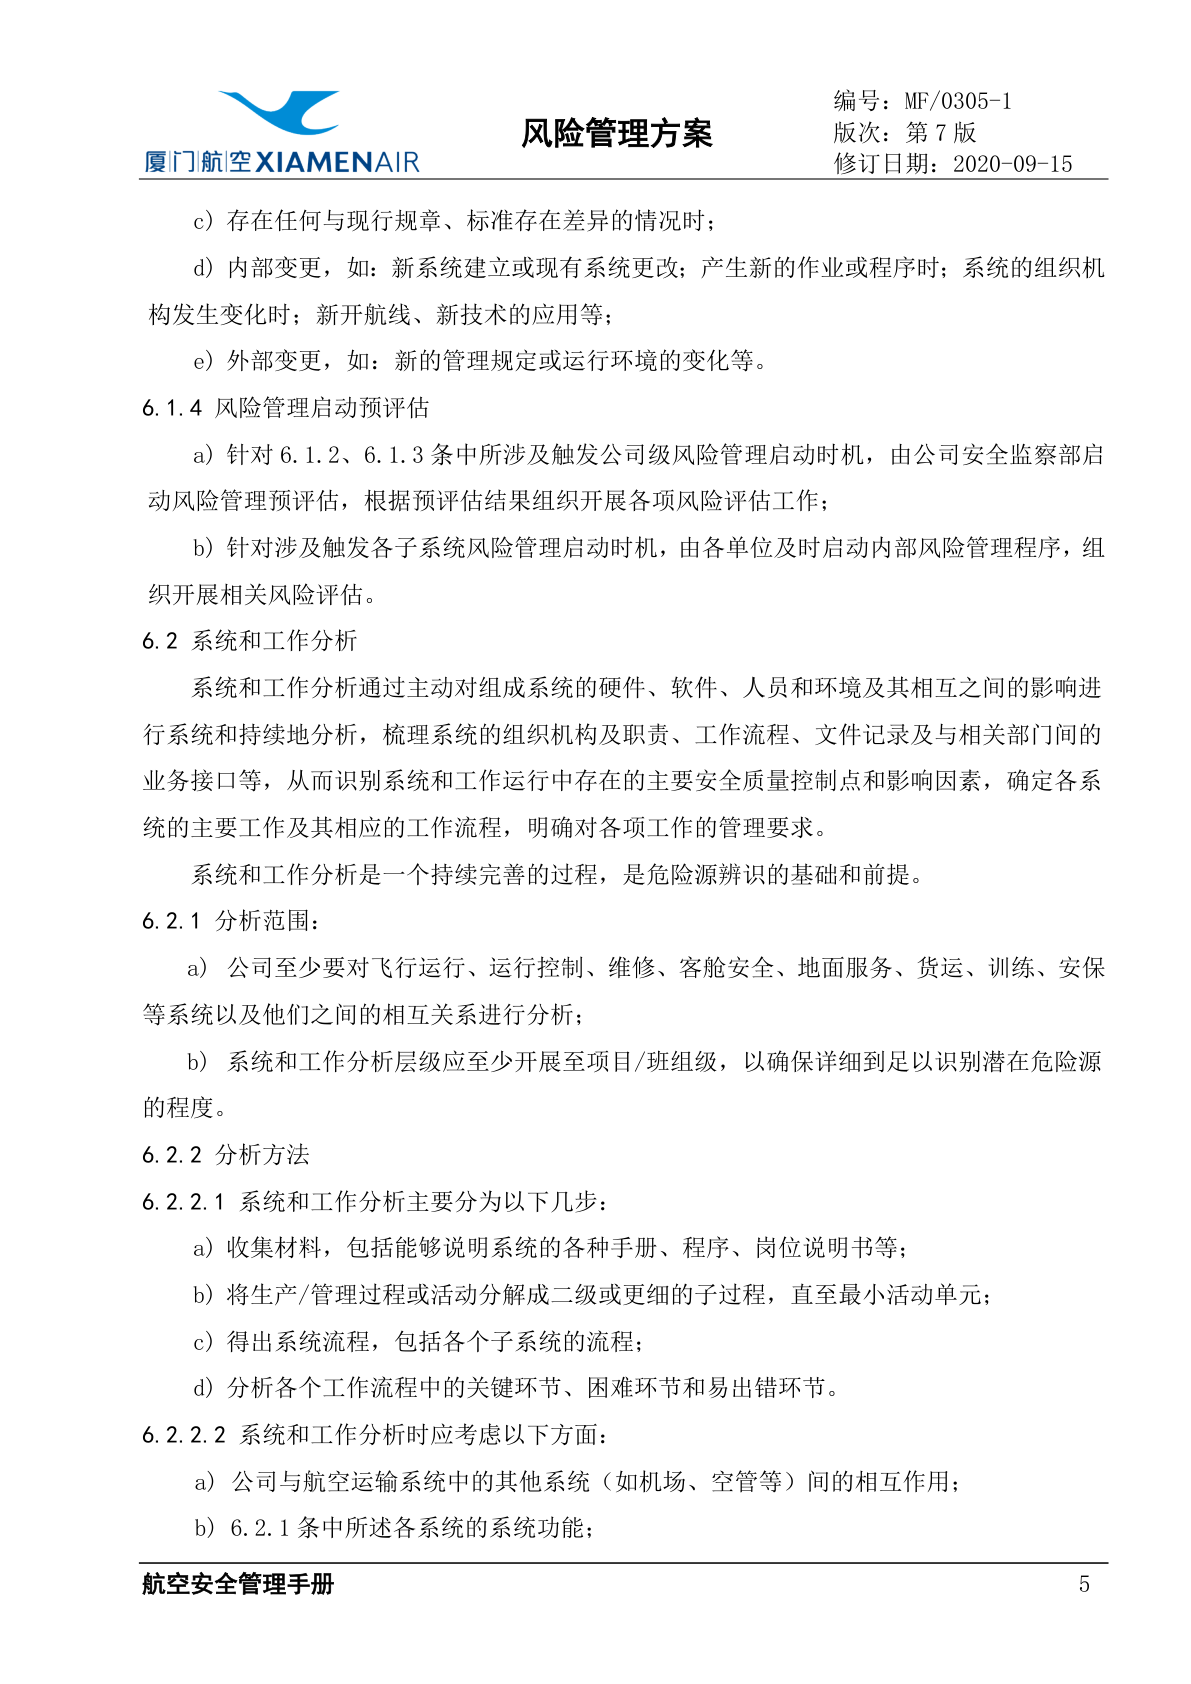 厦门航空 XIAMENAIR
风险管理方案
编号：MF/0305-1
版次：第 7 版
修订日期：2020-09-15
c) 存在任何与现行规章、标准存在差异的情况时；
d) 内部变更，如：新系统建立或现有系统更改；产生新的作业或程序时；系统的组织机
构发生变化时；新开航线、新技术的应用等；
e) 外部变更，如：新的管理规定或运行环境的变化等。
6.1.4 风险管理启动预评估
a) 针对 6.1.2、6.1.3 条中所涉及触发公司级风险管理启动时机，由公司安全监察部启
动风险管理预评估，根据预评估结果组织开展各项风险评估工作；
b) 针对涉及触发各子系统风险管理启动时机，由各单位及时启动内部风险管理程序，组
织开展相关风险评估。
6.2 系统和工作分析
系统和工作分析通过主动对组成系统的硬件、软件、人员和环境及其相互之间的影响进
行系统和持续地分析，梳理系统的组织机构及职责、工作流程、文件记录及与相关部门间的
业务接口等，从而识别系统和工作运行中存在的主要安全质量控制点和影响因素，确定各系
统的主要工作及其相应的工作流程，明确对各项工作的管理要求。
系统和工作分析是一个持续完善的过程，是危险源辨识的基础和前提。
6.2.1 分析范围：
a) 公司至少要对飞行运行、运行控制、维修、客舱安全、地面服务、货运、训练、安保
等系统以及他们之间的相互关系进行分析；
b) 系统和工作分析层级应至少开展至项目/班组级，以确保详细到足以识别潜在危险源
的程度。
6.2.2 分析方法
6.2.2.1 系统和工作分析主要分为以下几步：
a) 收集材料，包括能够说明系统的各种手册、程序、岗位说明书等；
b) 将生产/管理过程或活动分解成二级或更细的子过程，直至最小活动单元；
c) 得出系统流程，包括各个子系统的流程；
d) 分析各个工作流程中的关键环节、困难环节和易出错环节。
6.2.2.2 系统和工作分析时应考虑以下方面：
a) 公司与航空运输系统中的其他系统（如机场、空管等）间的相互作用；
b) 6.2.1 条中所述各系统的系统功能；
航空安全管理手册
5